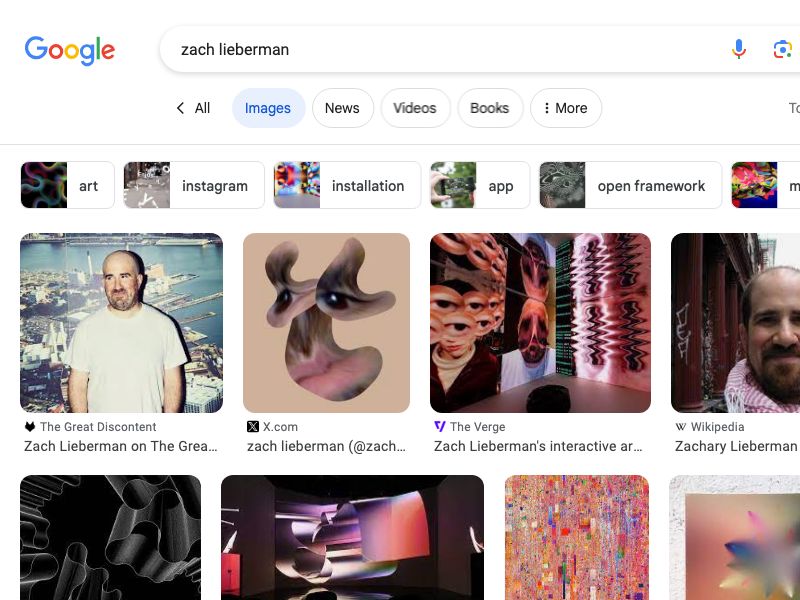 Google
zach lieberman
All Images News Videos Books More To
art instagram installation app open framework m
The Great Discontent X.com The Verge Wikipedia
Zach Lieberman on The Grea... zach lieberman (@zach... Zach Lieberman's interactive ar... Zachary Lieberman